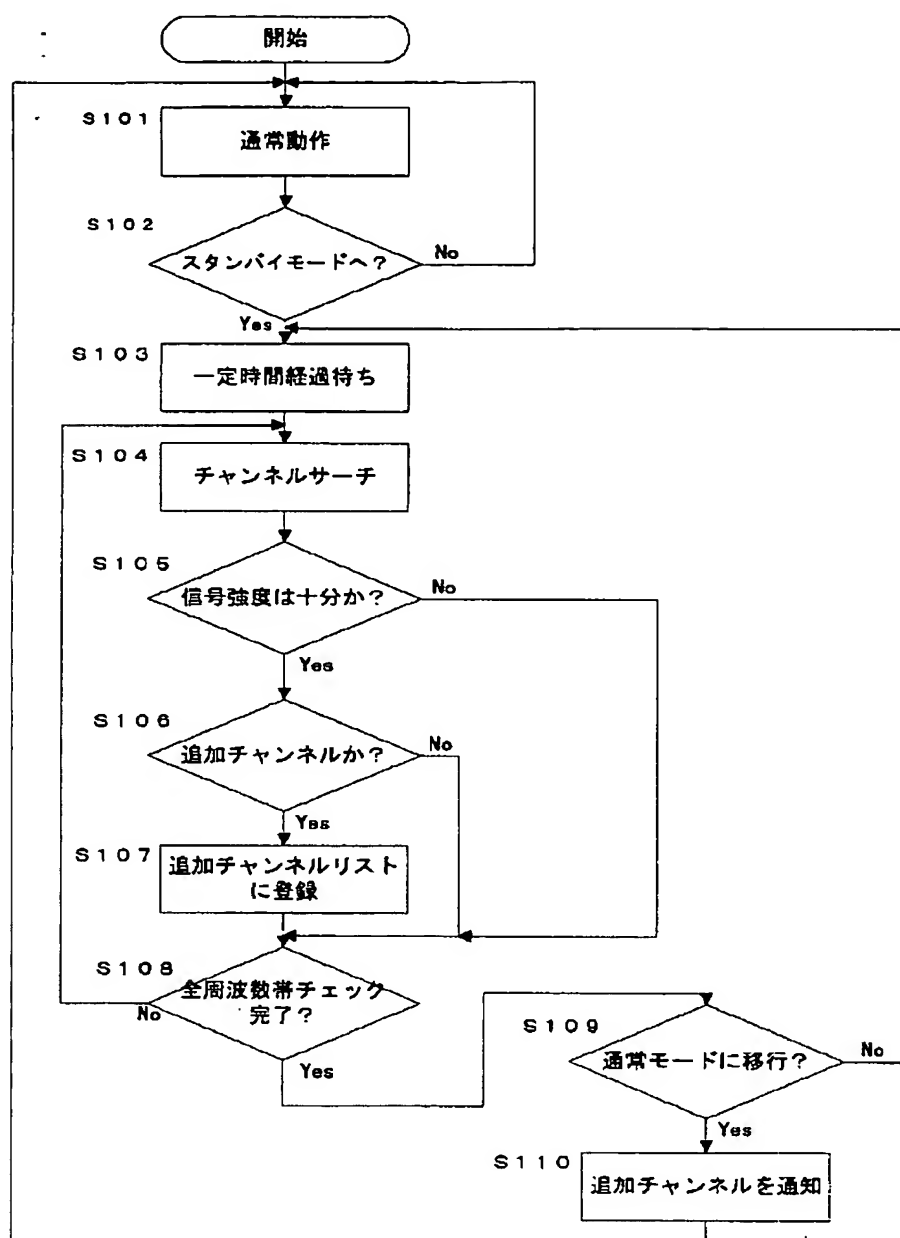 開始
S101
通常動作
S102
スタンバイモードへ?
No
Yes
S103
一定時間経過待ち
S104
チャンネルサーチ
S105
信号強度は十分か?
No
Yes
S106
追加チャンネルか?
No
Yes
S107
追加チャンネルリスト
に登録
S108
全周波数帯チェック
完了?
No
Yes
S109
通常モードに移行?
No
Yes
S110
追加チャンネルを通知